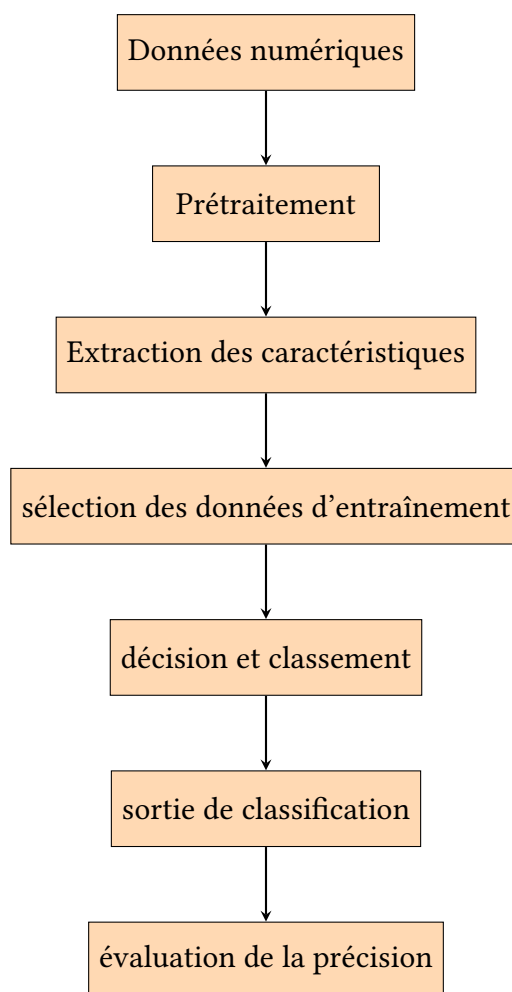 Données numériques
Prétraitement
Extraction des caractéristiques
sélection des données d'entraînement
décision et classement
sortie de classification
évaluation de la précision